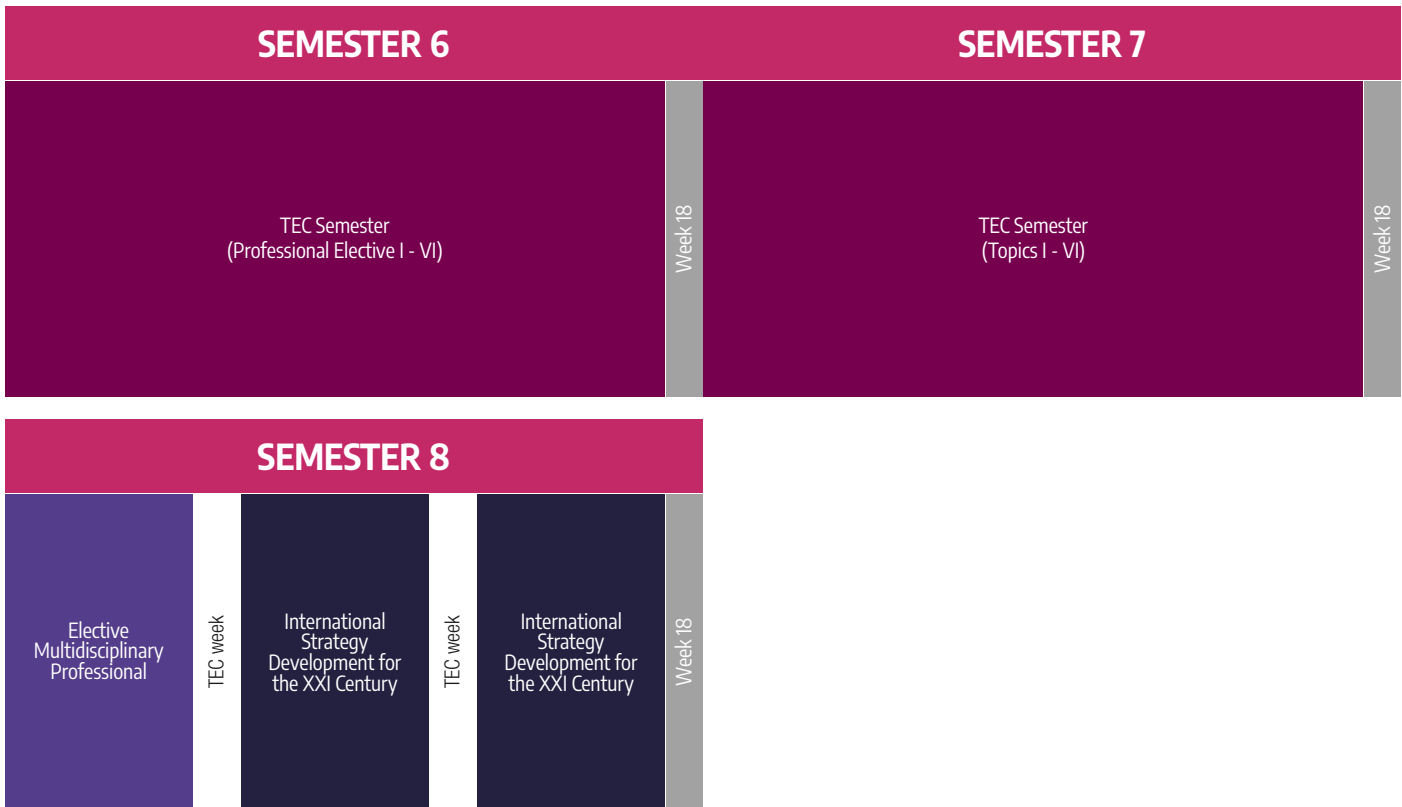 SEMESTER 6
TEC Semester
(Professional Elective I - VI)
Week 18
SEMESTER 7
TEC Semester
(Topics I - VI)
Week 18
SEMESTER 8
Elective
Multidisciplinary
Professional
TEC week
International
Strategy
Development for
the XXI Century
TEC week
International
Strategy
Development for
the XXI Century
Week 18